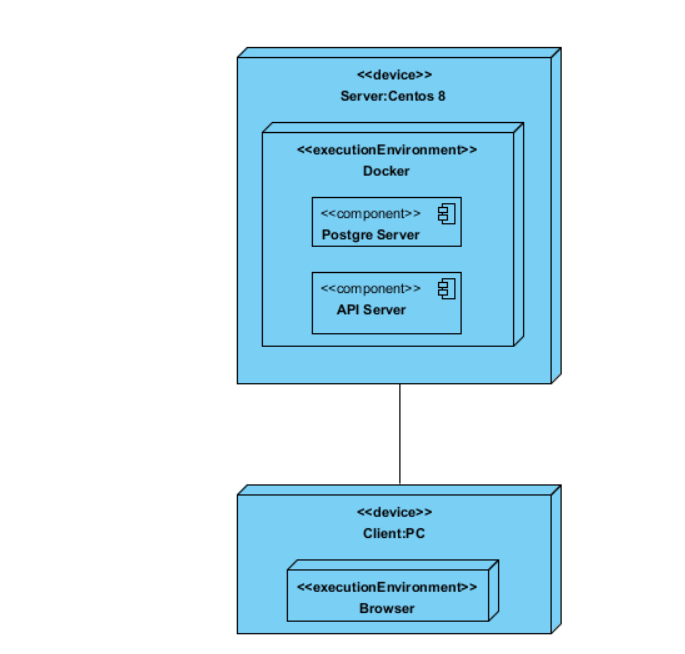 <<device>>
Server:Centos 8
<<executionEnvironment>>
Docker
<<component>>
Postgre Server
<<component>>
API Server
<<device>>
Client:PC
<<executionEnvironment>>
Browser